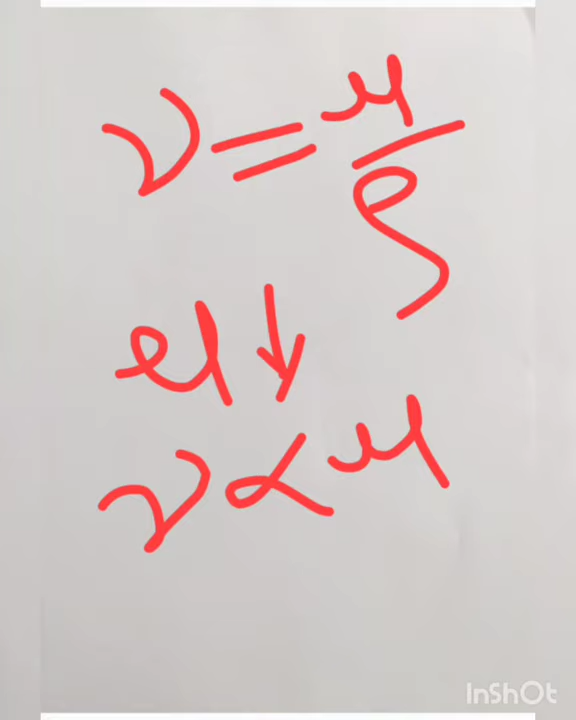 ν = μ/ρ
μ ↓
ν ∝ μ
InShOt